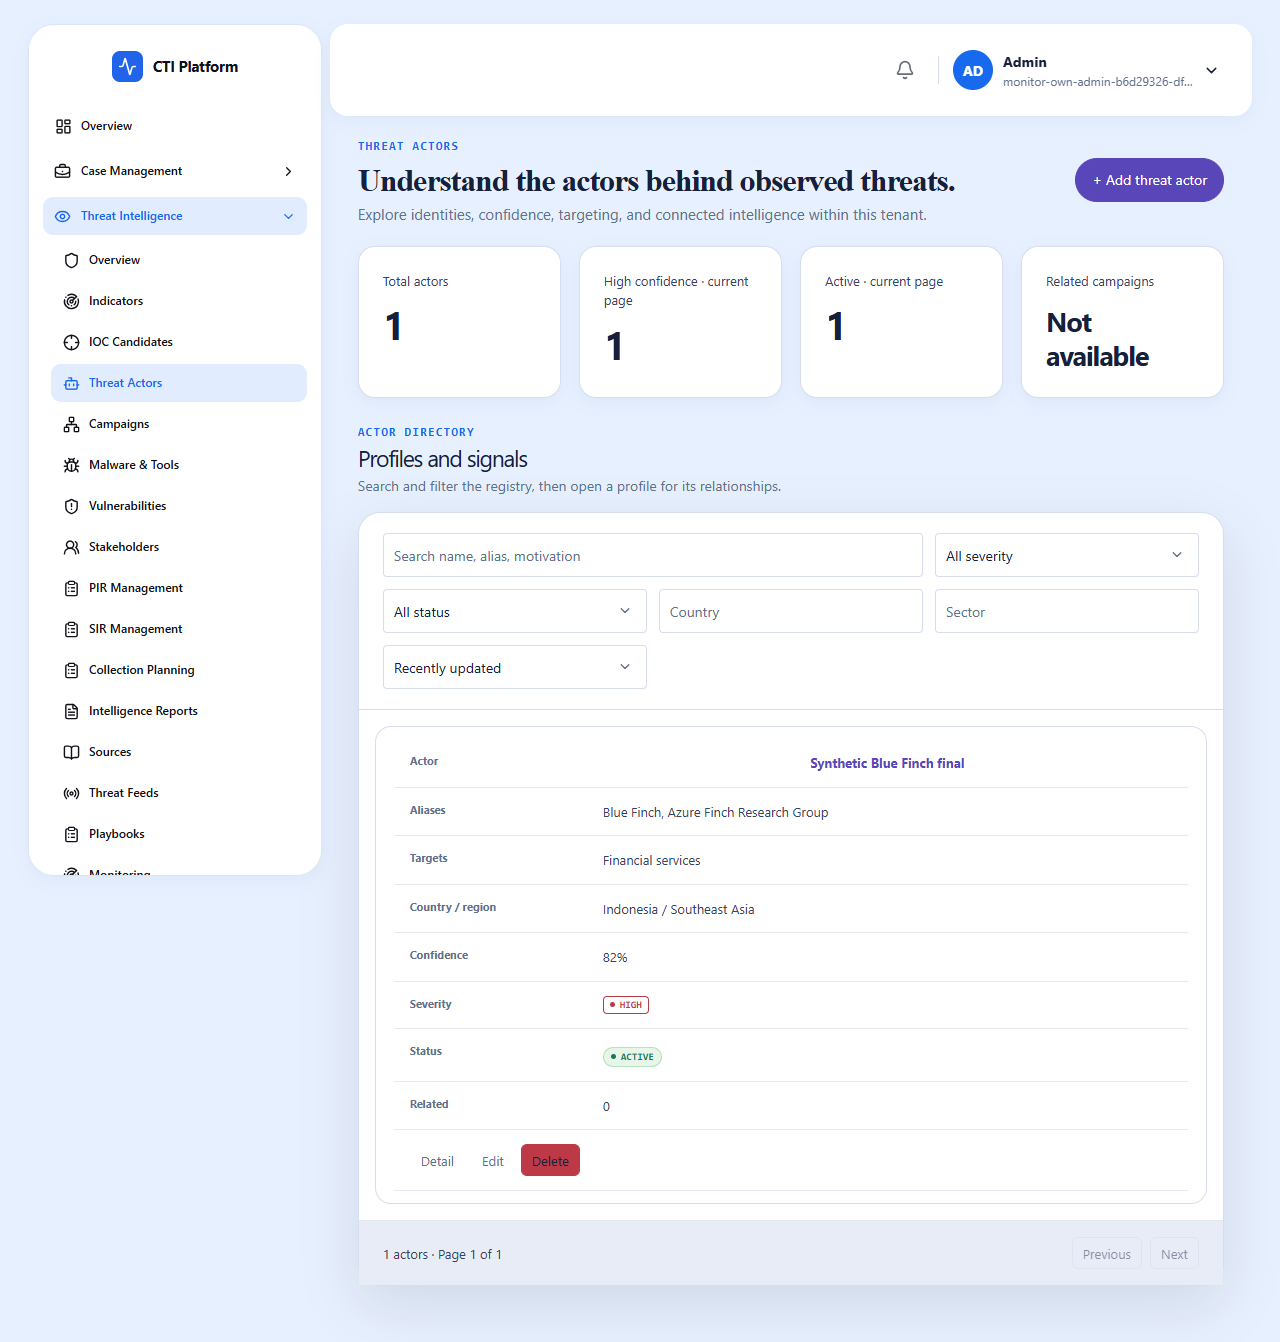 CTI Platform
Overview
Case Management
Threat Intelligence
Overview
Indicators
IOC Candidates
Threat Actors
Campaigns
Malware & Tools
Vulnerabilities
Stakeholders
PIR Management
SIR Management
Collection Planning
Intelligence Reports
Sources
Threat Feeds
Playbooks
Monitoring
AD
Admin
monitor-own-admin-b6d29326-df...
THREAT ACTORS
Understand the actors behind observed threats.
Explore identities, confidence, targeting, and connected intelligence within this tenant.
+ Add threat actor
Total actors
1
High confidence · current
page
1
Active · current page
1
Related campaigns
Not
available
ACTOR DIRECTORY
Profiles and signals
Search and filter the registry, then open a profile for its relationships.
Search name, alias, motivation
All severity
All status
Country
Sector
Recently updated
Actor
Synthetic Blue Finch final
Aliases
Blue Finch, Azure Finch Research Group
Targets
Financial services
Country / region
Indonesia / Southeast Asia
Confidence
82%
Severity
HIGH
Status
ACTIVE
Related
0
Detail
Edit
Delete
1 actors · Page 1 of 1
Previous
Next